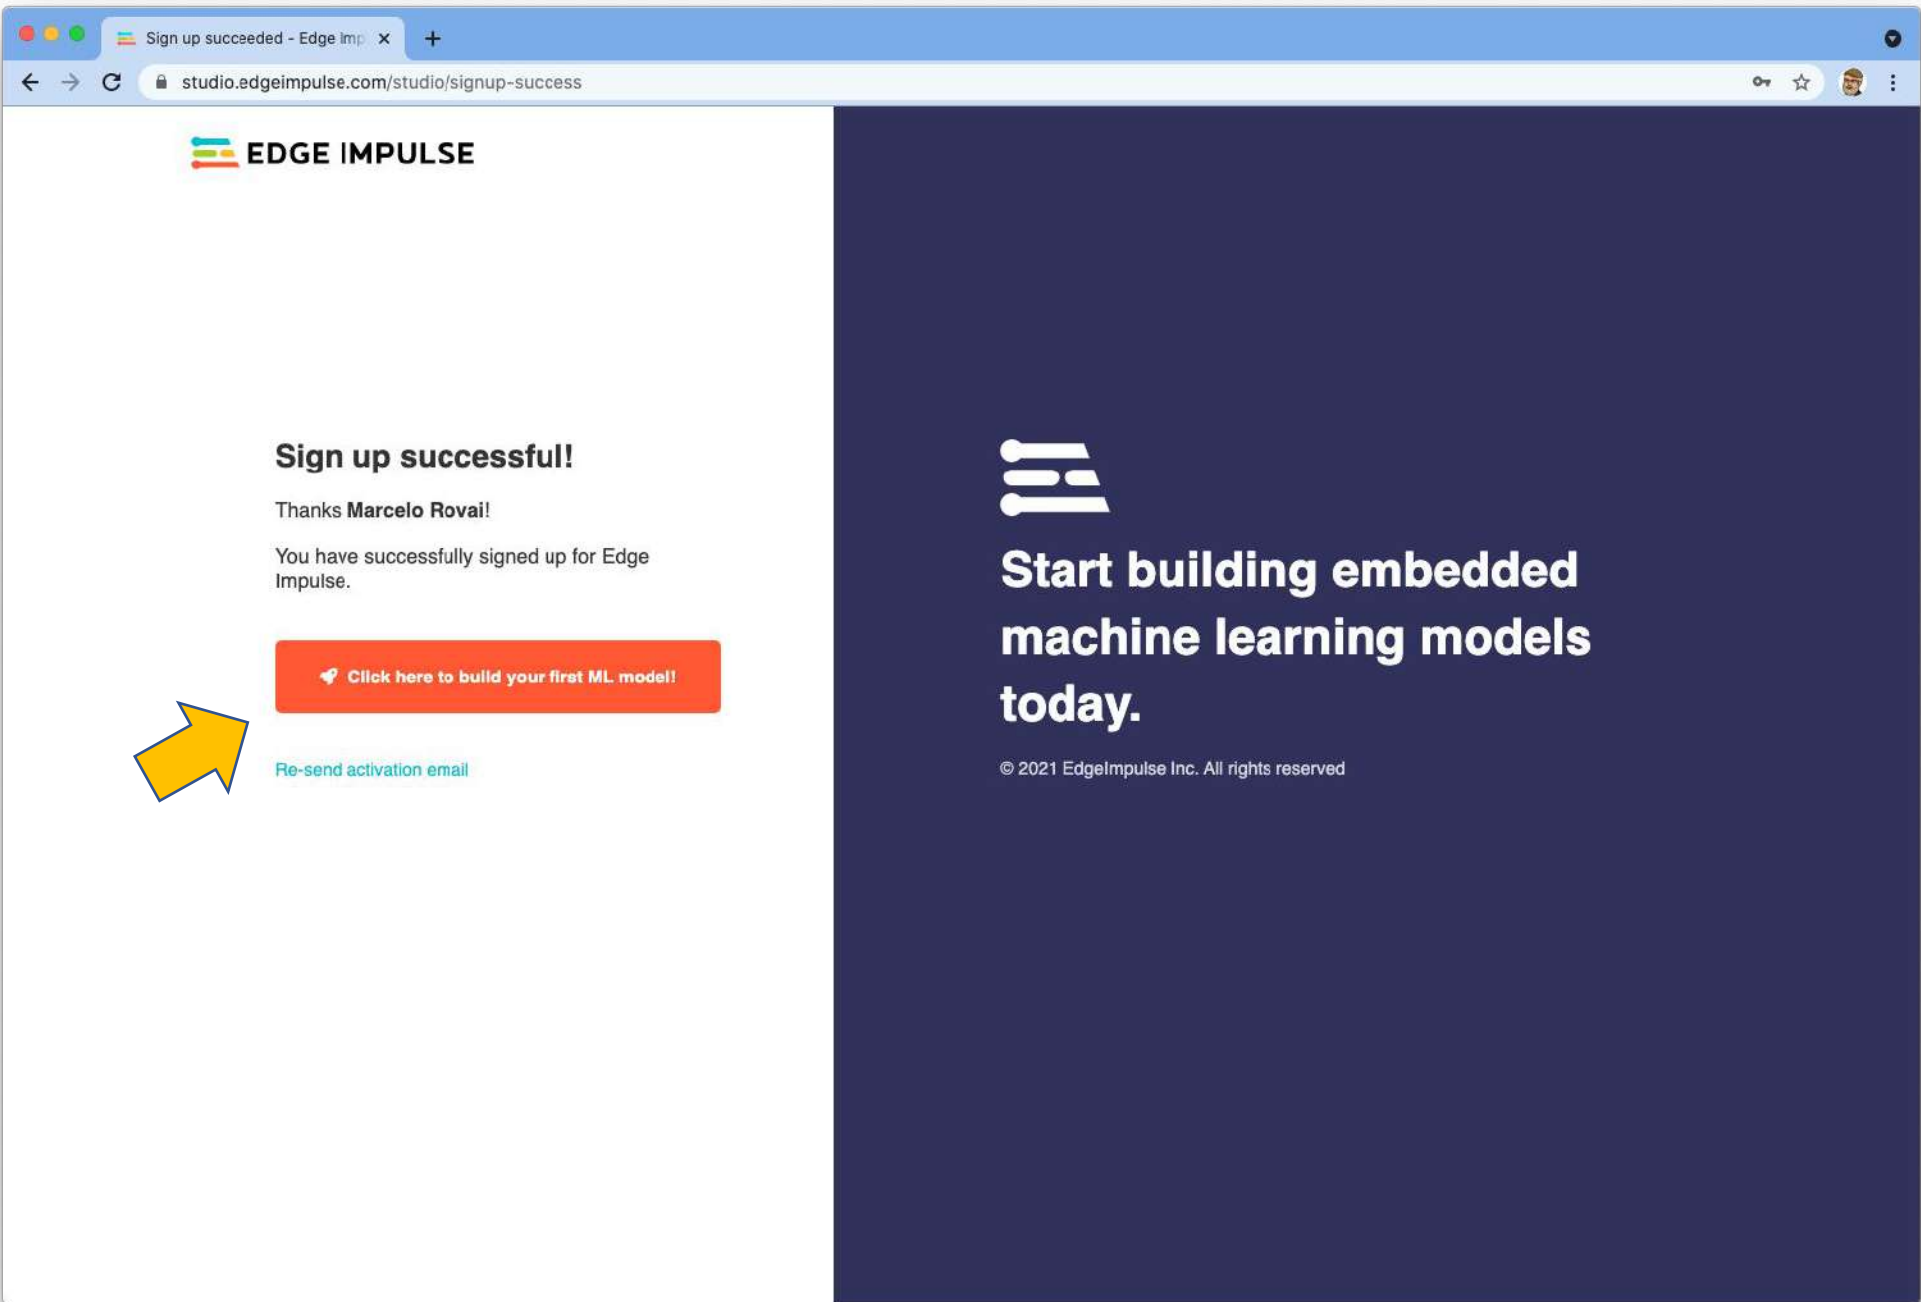 Sign up succeeded - Edge Imp
studio.edgeimpulse.com/studio/signup-success
EDGE IMPULSE
Sign up successful!
Thanks Marcelo Rovai!
You have successfully signed up for Edge
Impulse.
Click here to build your first ML model!
Re-send activation email
Start building embedded
machine learning models
today.
© 2021 EdgeImpulse Inc. All rights reserved